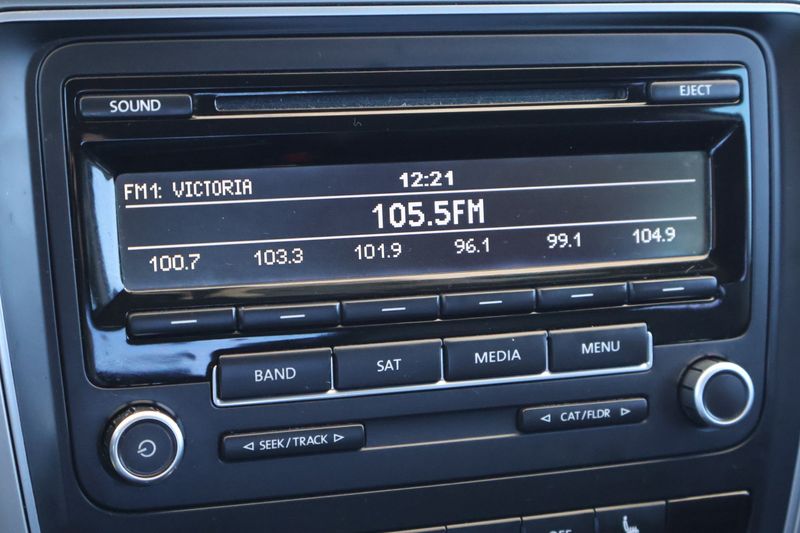 SOUND
EJECT
FM1: VICTORIA 12:21
105.5FM
100.7 103.3 101.9 96.1 99.1 104.9
BAND SAT MEDIA MENU
SEEK/TRACK CAT/FLDR
OFF